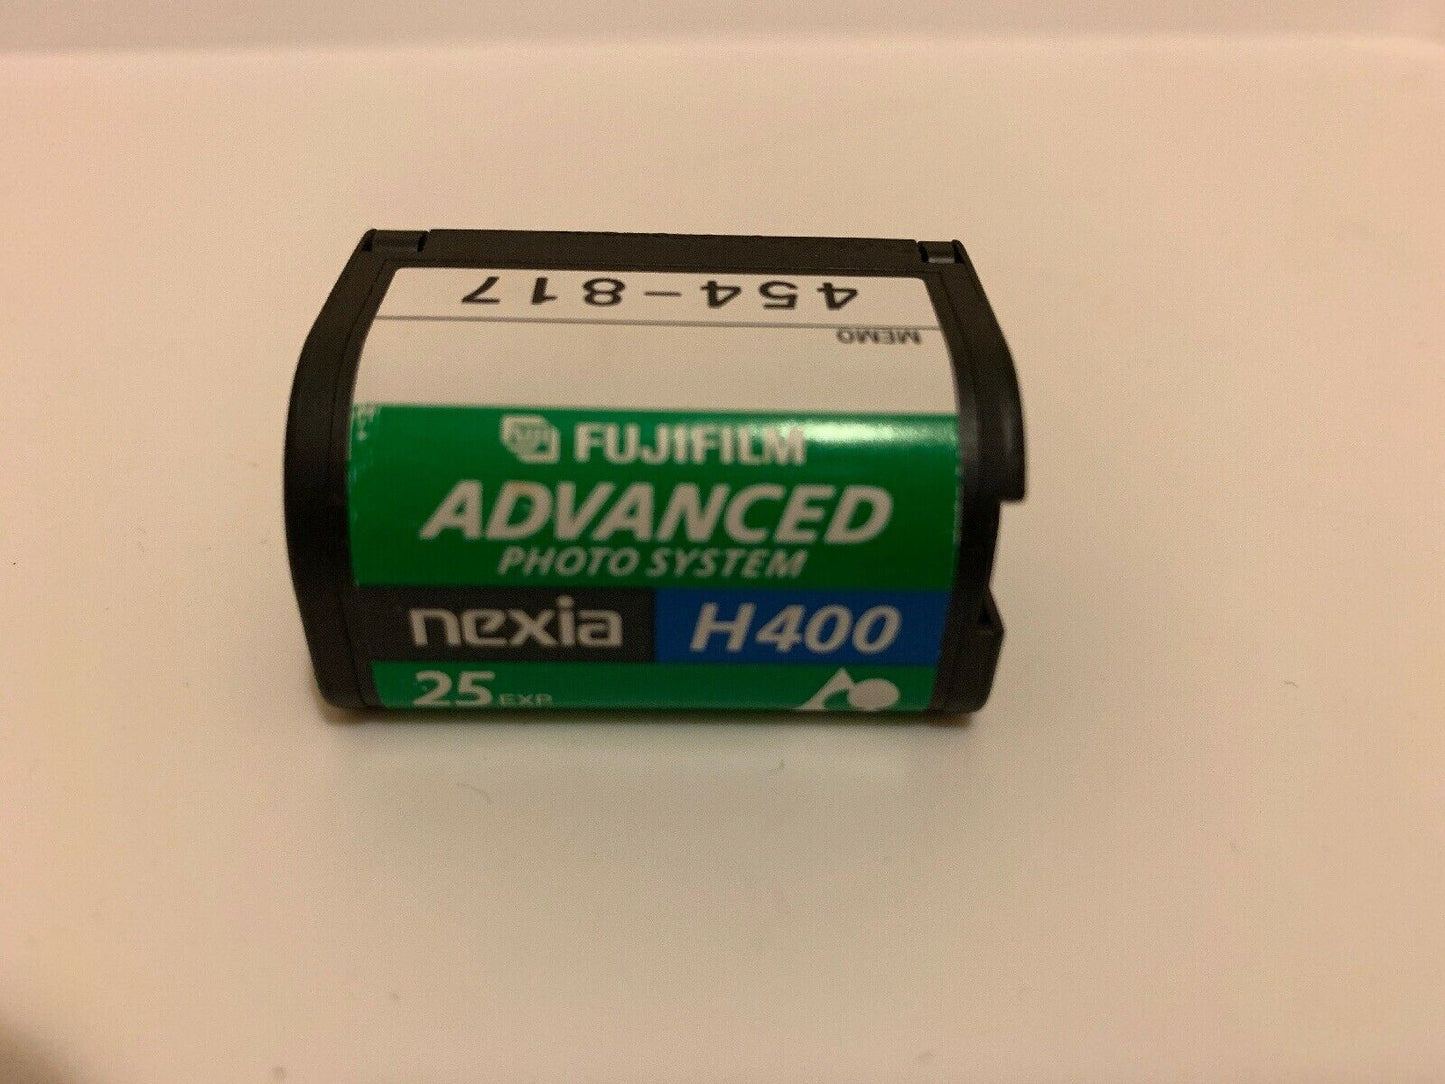 454-817
MEMO
FUJIFILM
ADVANCED
PHOTO SYSTEM
nexia H400
25 EXP.